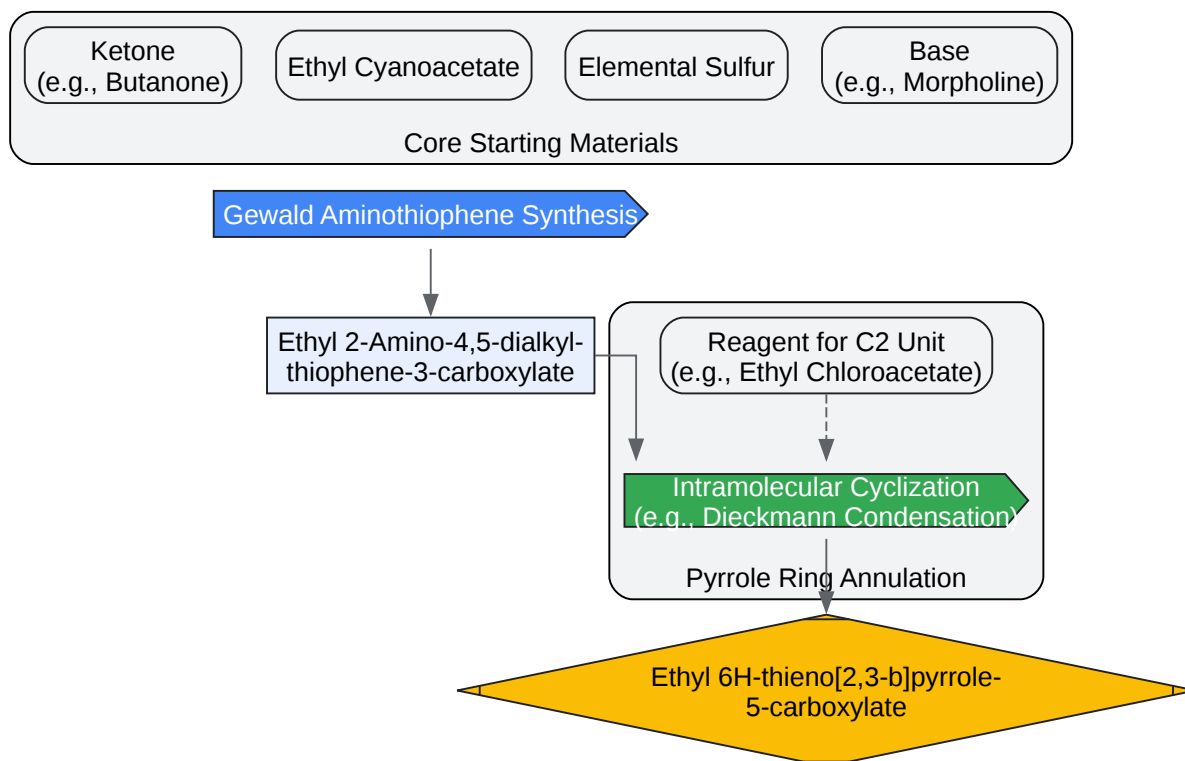 Ketone
(e.g., Butanone)
Ethyl Cyanoacetate
Elemental Sulfur
Base
(e.g., Morpholine)
Core Starting Materials
Gewald Aminothiophene Synthesis
Ethyl 2-Amino-4,5-dialkyl-
thiophene-3-carboxylate
Reagent for C2 Unit
(e.g., Ethyl Chloroacetate)
Intramolecular Cyclization
(e.g., Dieckmann Condensation)
Pyrrole Ring Annulation
Ethyl 6H-thieno[2,3-b]pyrrole-
5-carboxylate